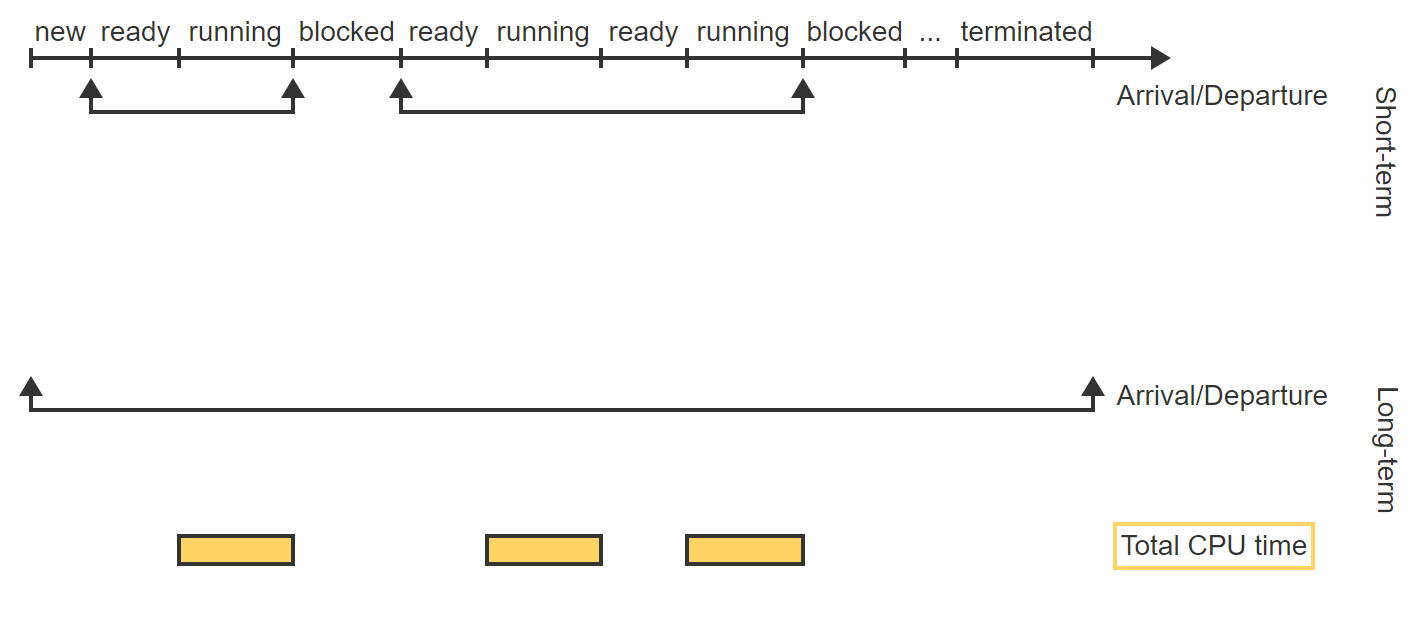 new ready running blocked ready running ready running blocked ... terminated
Arrival/Departure
Short-term
Arrival/Departure
Long-term
Total CPU time